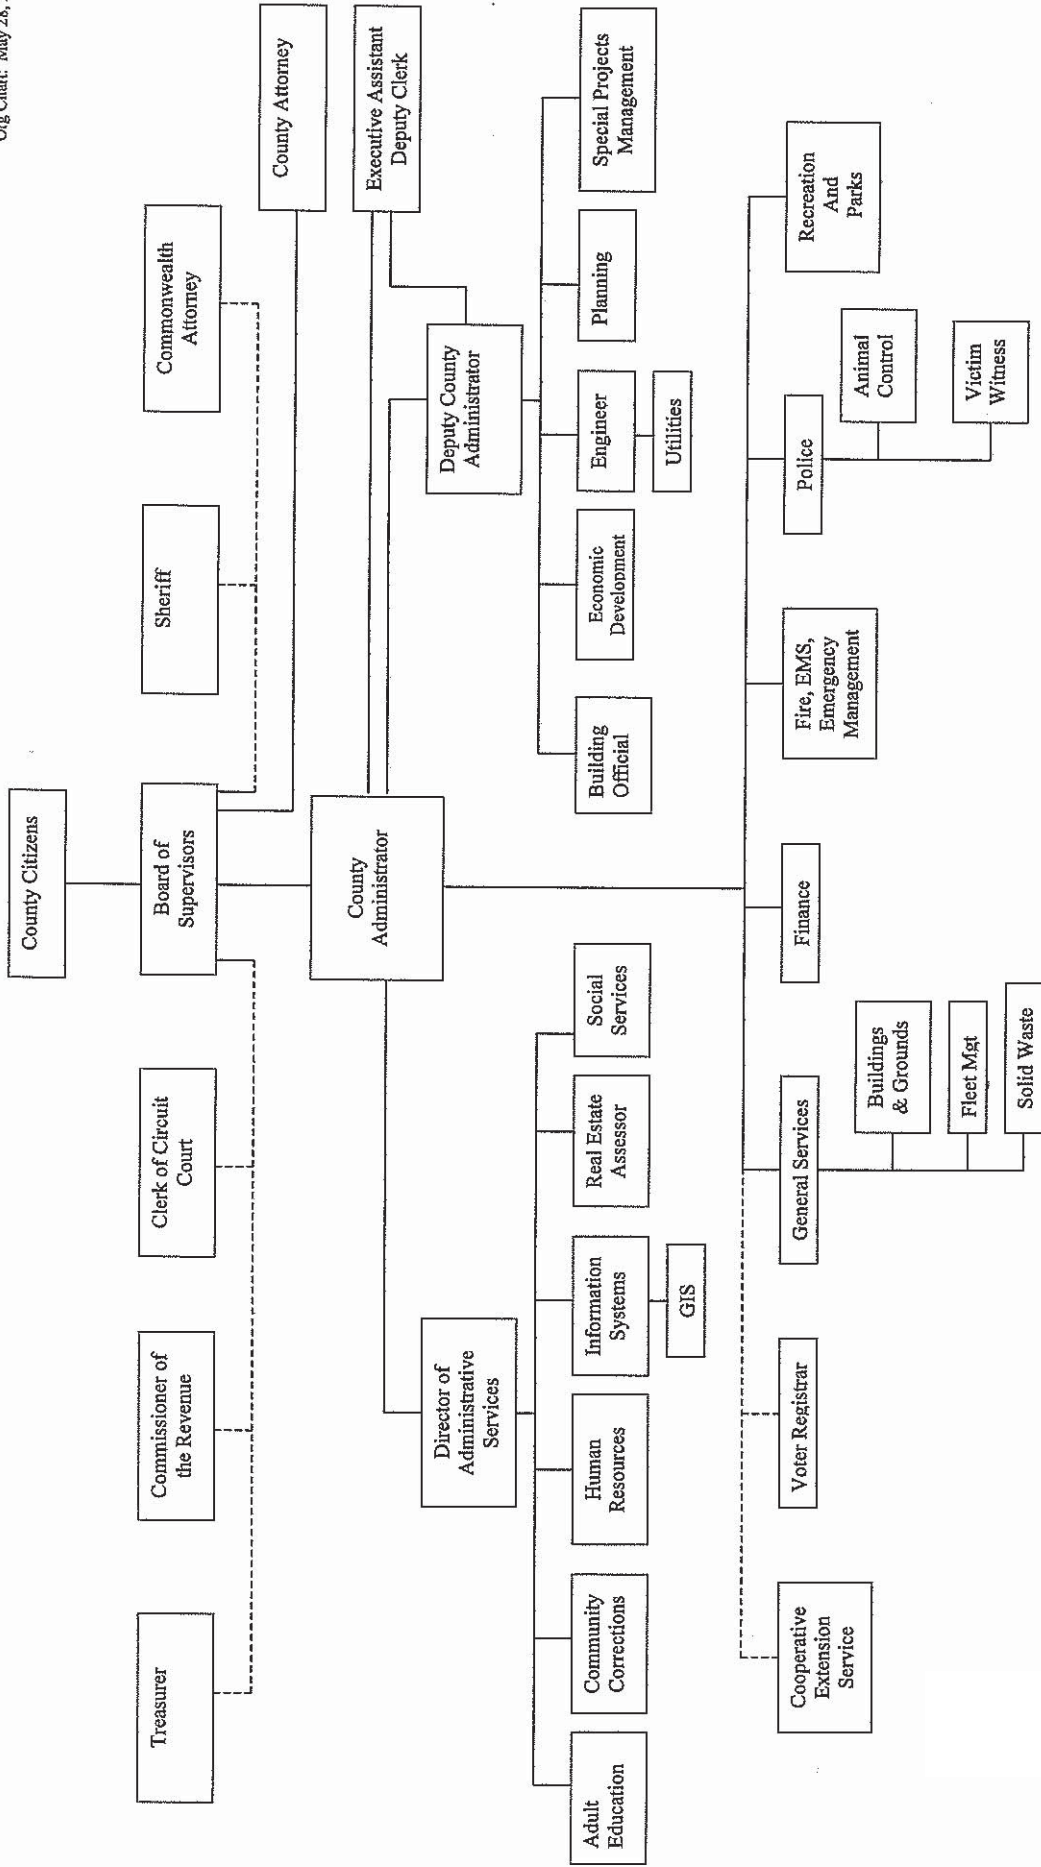 Org Chart: May 28,
County Citizens
Treasurer
Commissioner of
the Revenue
Clerk of Circuit
Court
Board of
Supervisors
Sheriff
Commonwealth
Attorney
County Attorney
County
Administrator
Executive Assistant
Deputy Clerk
Director of
Administrative
Services
Deputy County
Administrator
Adult
Education
Community
Corrections
Human
Resources
Information
Systems
GIS
Real Estate
Assessor
Social
Services
Building
Official
Economic
Development
Engineer
Utilities
Planning
Special Projects
Management
Cooperative
Extension
Service
Voter Registrar
General Services
Buildings
& Grounds
Fleet Mgt
Solid Waste
Finance
Fire, EMS,
Emergency
Management
Police
Animal
Control
Victim
Witness
Recreation
And
Parks